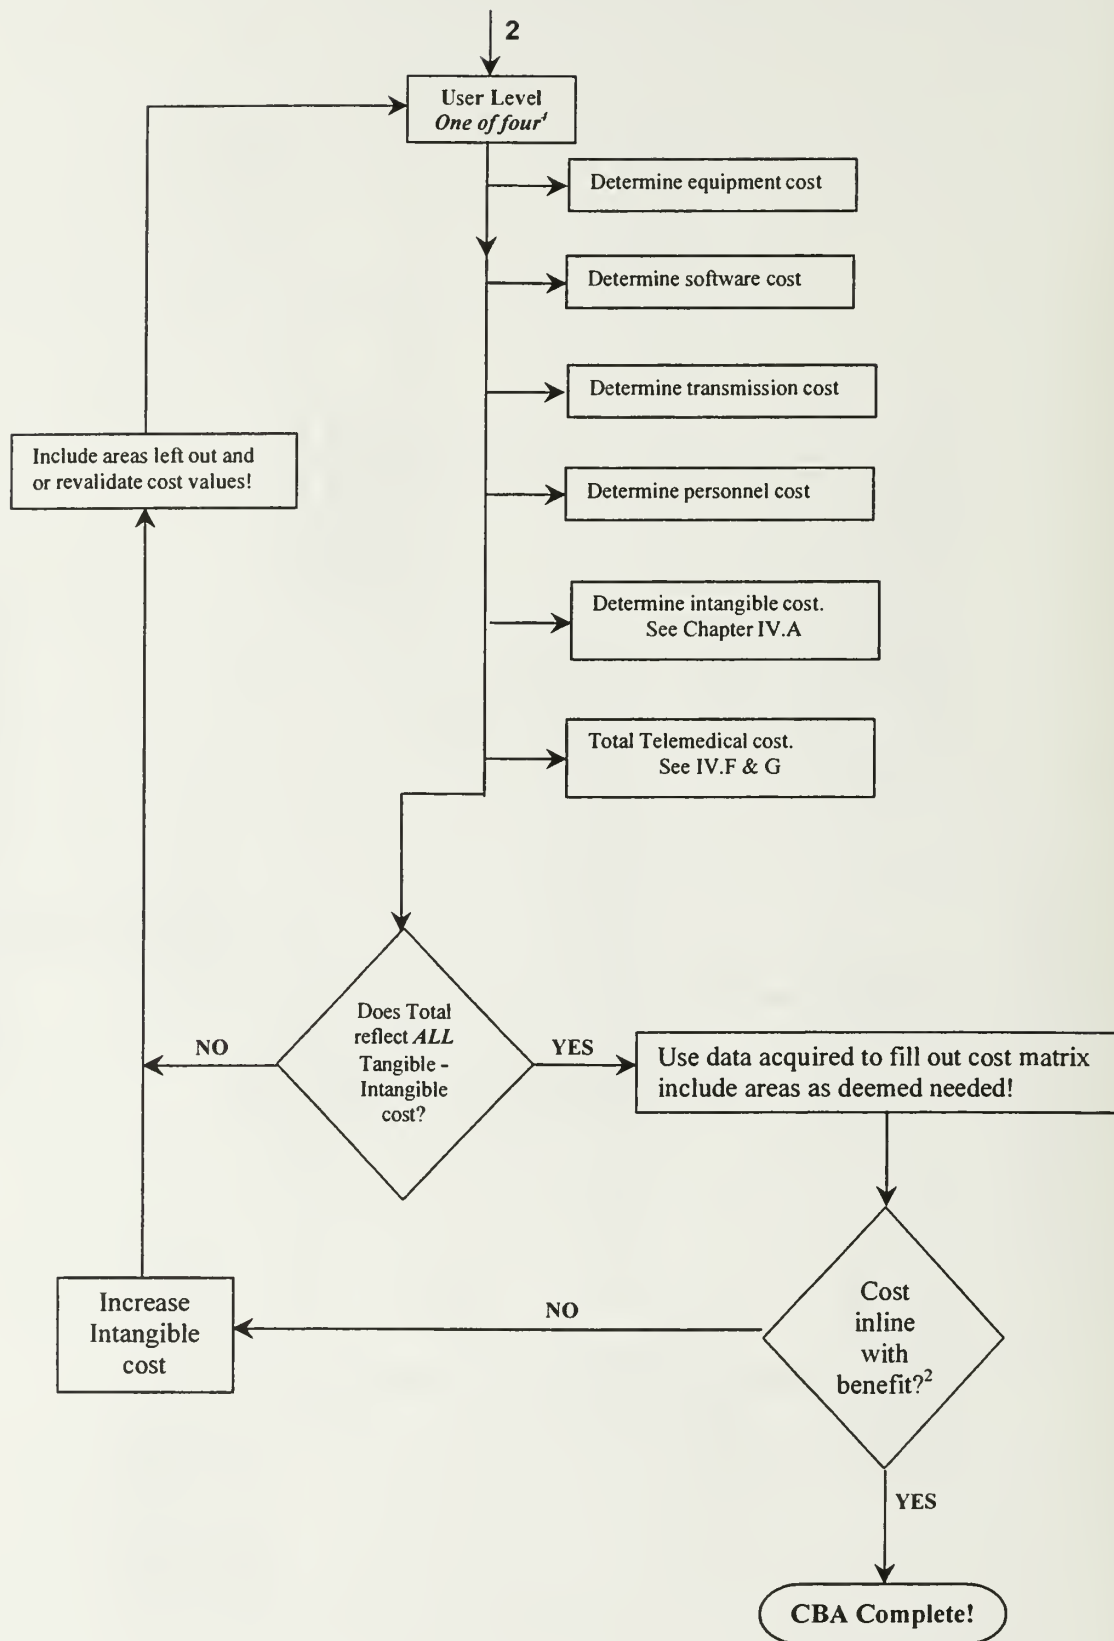 2
User Level
One of four⁴
Determine equipment cost
Determine software cost
Determine transmission cost
Include areas left out and
or revalidate cost values!
Determine personnel cost
Determine intangible cost.
See Chapter IV.A
Total Telemedical cost.
See IV.F & G
Does Total
reflect ALL
Tangible -
Intangible
cost?
NO
YES
Use data acquired to fill out cost matrix
include areas as deemed needed!
Increase
Intangible
cost
NO
Cost
inline
with
benefit?²
YES
CBA Complete!